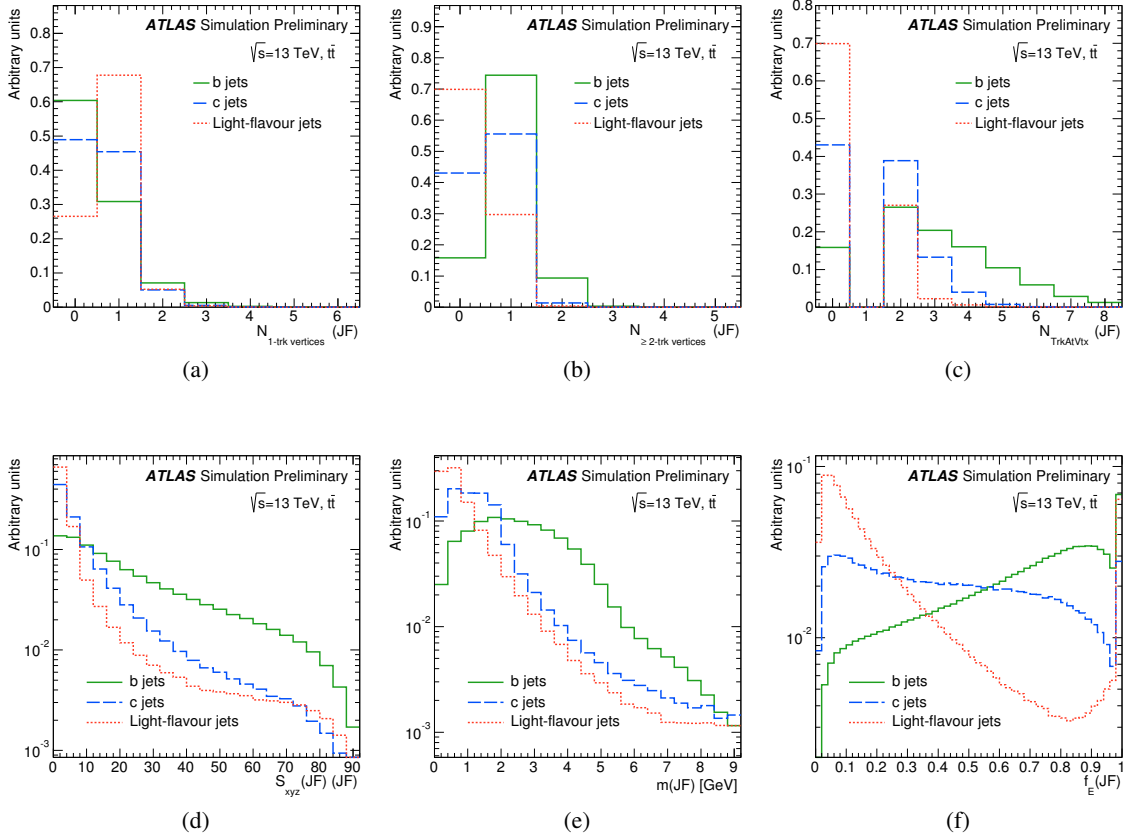 ATLAS Simulation Preliminary
√s=13 TeV, tt̄
b jets
c jets
Light-flavour jets
Arbitrary units
0.8
0.7
0.6
0.5
0.4
0.3
0.2
0.1
0
0 1 2 3 4 5 6
N 1-trk vertices (JF)
(a)
ATLAS Simulation Preliminary
√s=13 TeV, tt̄
b jets
c jets
Light-flavour jets
Arbitrary units
0.9
0.8
0.7
0.6
0.5
0.4
0.3
0.2
0.1
0
0 1 2 3 4 5
N ≥ 2-trk vertices (JF)
(b)
ATLAS Simulation Preliminary
√s=13 TeV, tt̄
b jets
c jets
Light-flavour jets
Arbitrary units
0.8
0.7
0.6
0.5
0.4
0.3
0.2
0.1
0
0 1 2 3 4 5 6 7 8
N TrkAtVtx (JF)
(c)
ATLAS Simulation Preliminary
√s=13 TeV, tt̄
b jets
c jets
Light-flavour jets
Arbitrary units
10⁻¹
10⁻²
10⁻³
0 10 20 30 40 50 60 70 80 90
S xyz (JF) (JF)
(d)
ATLAS Simulation Preliminary
√s=13 TeV, tt̄
b jets
c jets
Light-flavour jets
Arbitrary units
10⁻¹
10⁻²
10⁻³
0 1 2 3 4 5 6 7 8 9
m(JF) [GeV]
(e)
ATLAS Simulation Preliminary
√s=13 TeV, tt̄
b jets
c jets
Light-flavour jets
Arbitrary units
10⁻¹
10⁻²
0 0.1 0.2 0.3 0.4 0.5 0.6 0.7 0.8 0.9 1
f E (JF)
(f)